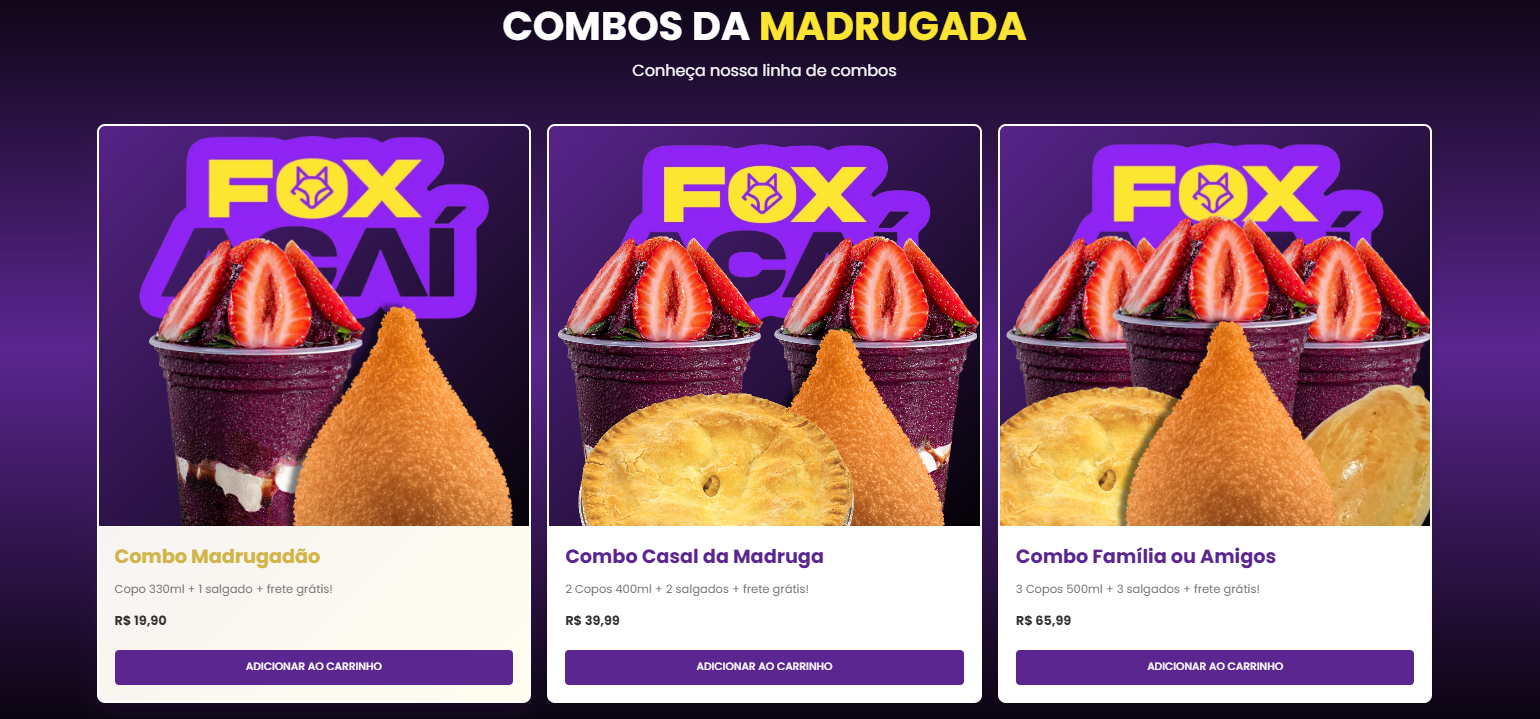 COMBOS DA MADRUGADA
Conheça nossa linha de combos
FOX
AÇAÍ
FOX
AÇAÍ
FOX
AÇAÍ
Combo Madrugadão
Copo 330ml + 1 salgado + frete grátis!
R$ 19,90
ADICIONAR AO CARRINHO
Combo Casal da Madruga
2 Copos 400ml + 2 salgados + frete grátis!
R$ 39,99
ADICIONAR AO CARRINHO
Combo Família ou Amigos
3 Copos 500ml + 3 salgados + frete grátis!
R$ 65,99
ADICIONAR AO CARRINHO